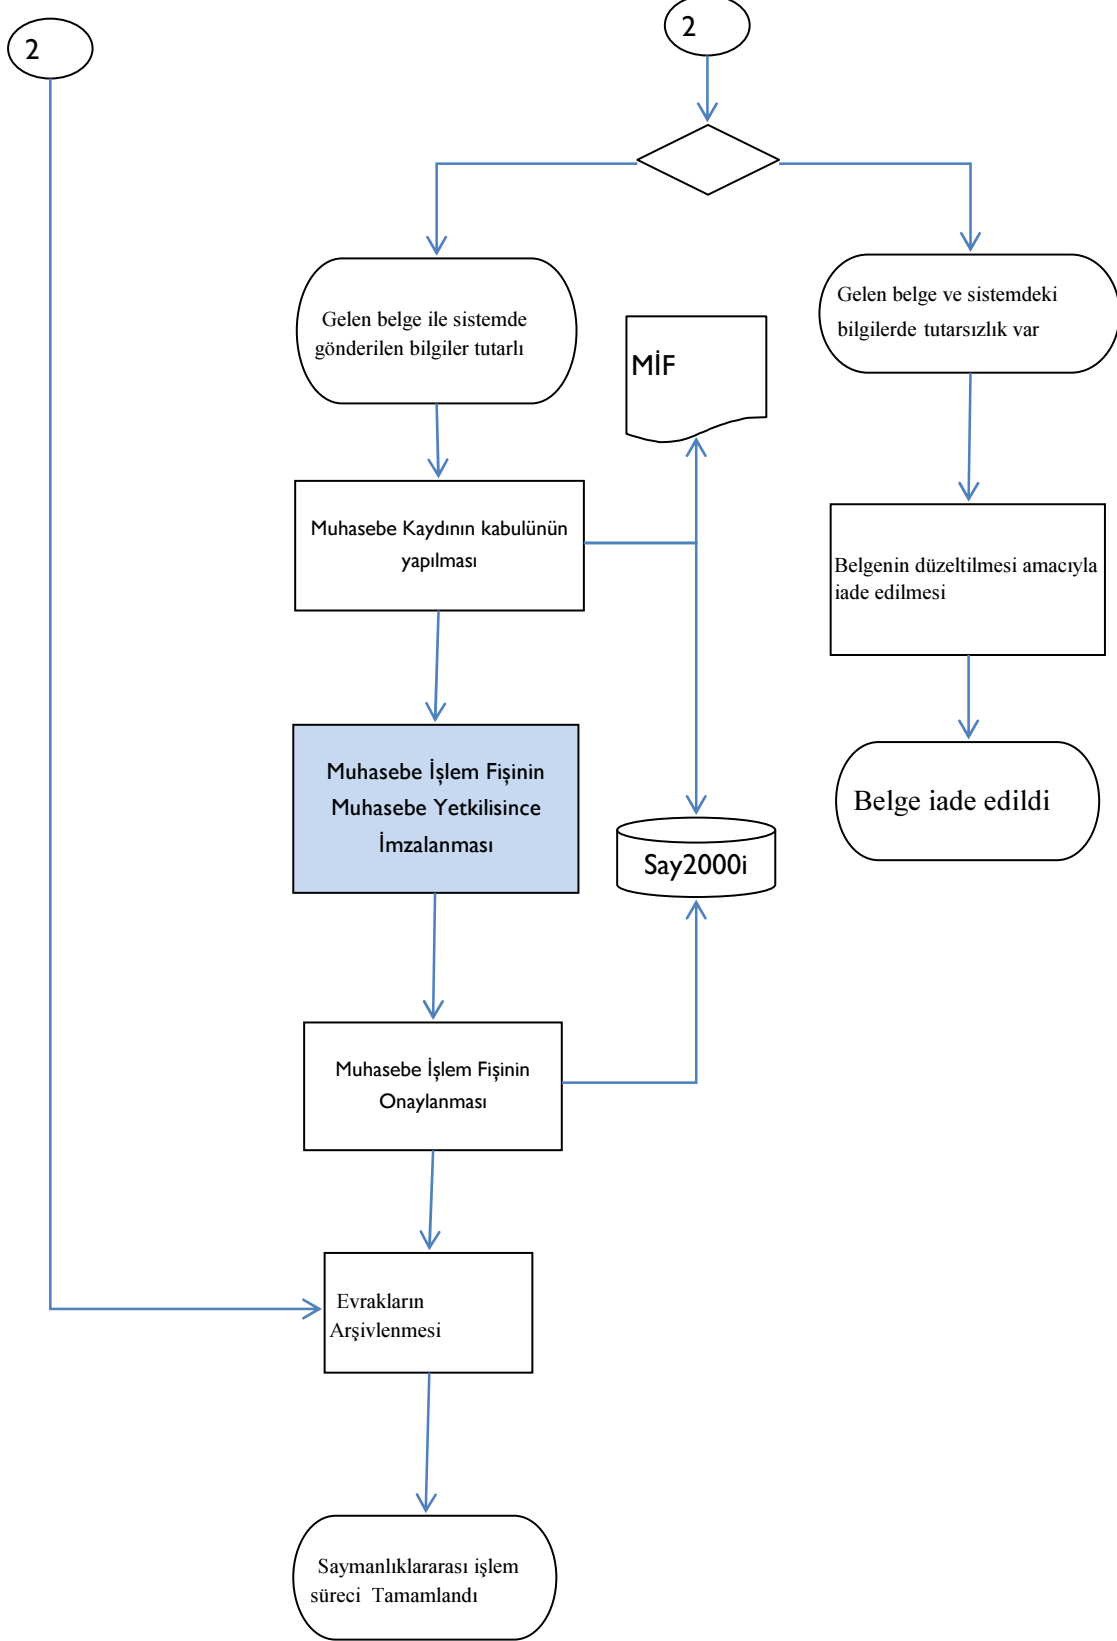 2
2
Gelen belge ile sistemde
gönderilen bilgiler tutarlı
Gelen belge ve sistemdeki
bilgilerde tutarsızlık var
MİF
Muhasebe Kaydının kabulünün
yapılması
Belgenin düzeltilmesi amacıyla
iade edilmesi
Muhasebe İşlem Fişinin
Muhasebe Yetkilisince
İmzalanması
Belge iade edildi
Say2000i
Muhasebe İşlem Fişinin
Onaylanması
Evrakların
Arşivlenmesi
Saymanlıklararası işlem
süreci Tamamlandı